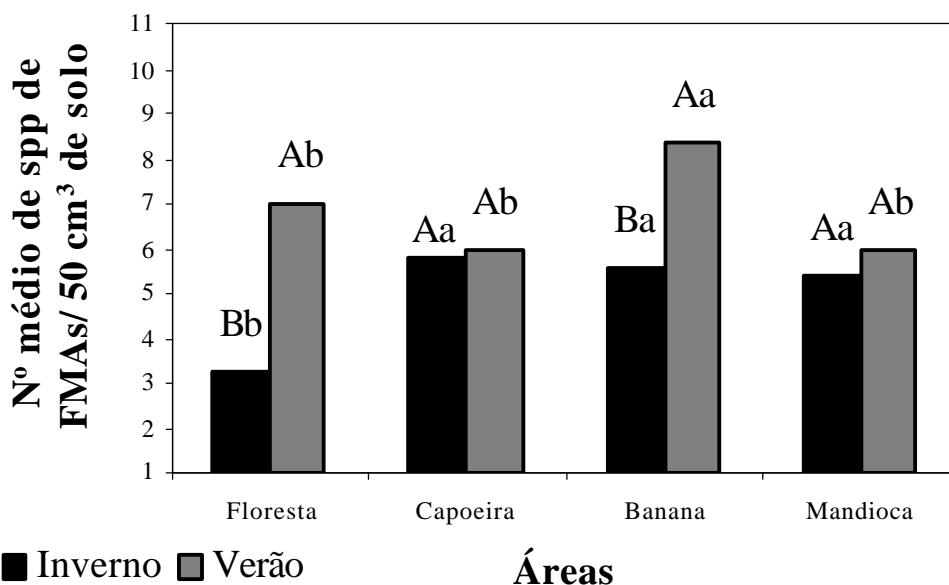 Nº médio de spp de
FMAs/ 50 cm³ de solo
11
10
9
8
7
6
5
4
3
2
1
Bb
Ab
Aa
Ab
Ba
Aa
Aa
Ab
Floresta
Capoeira
Banana
Mandioca
Inverno
Verão
Áreas